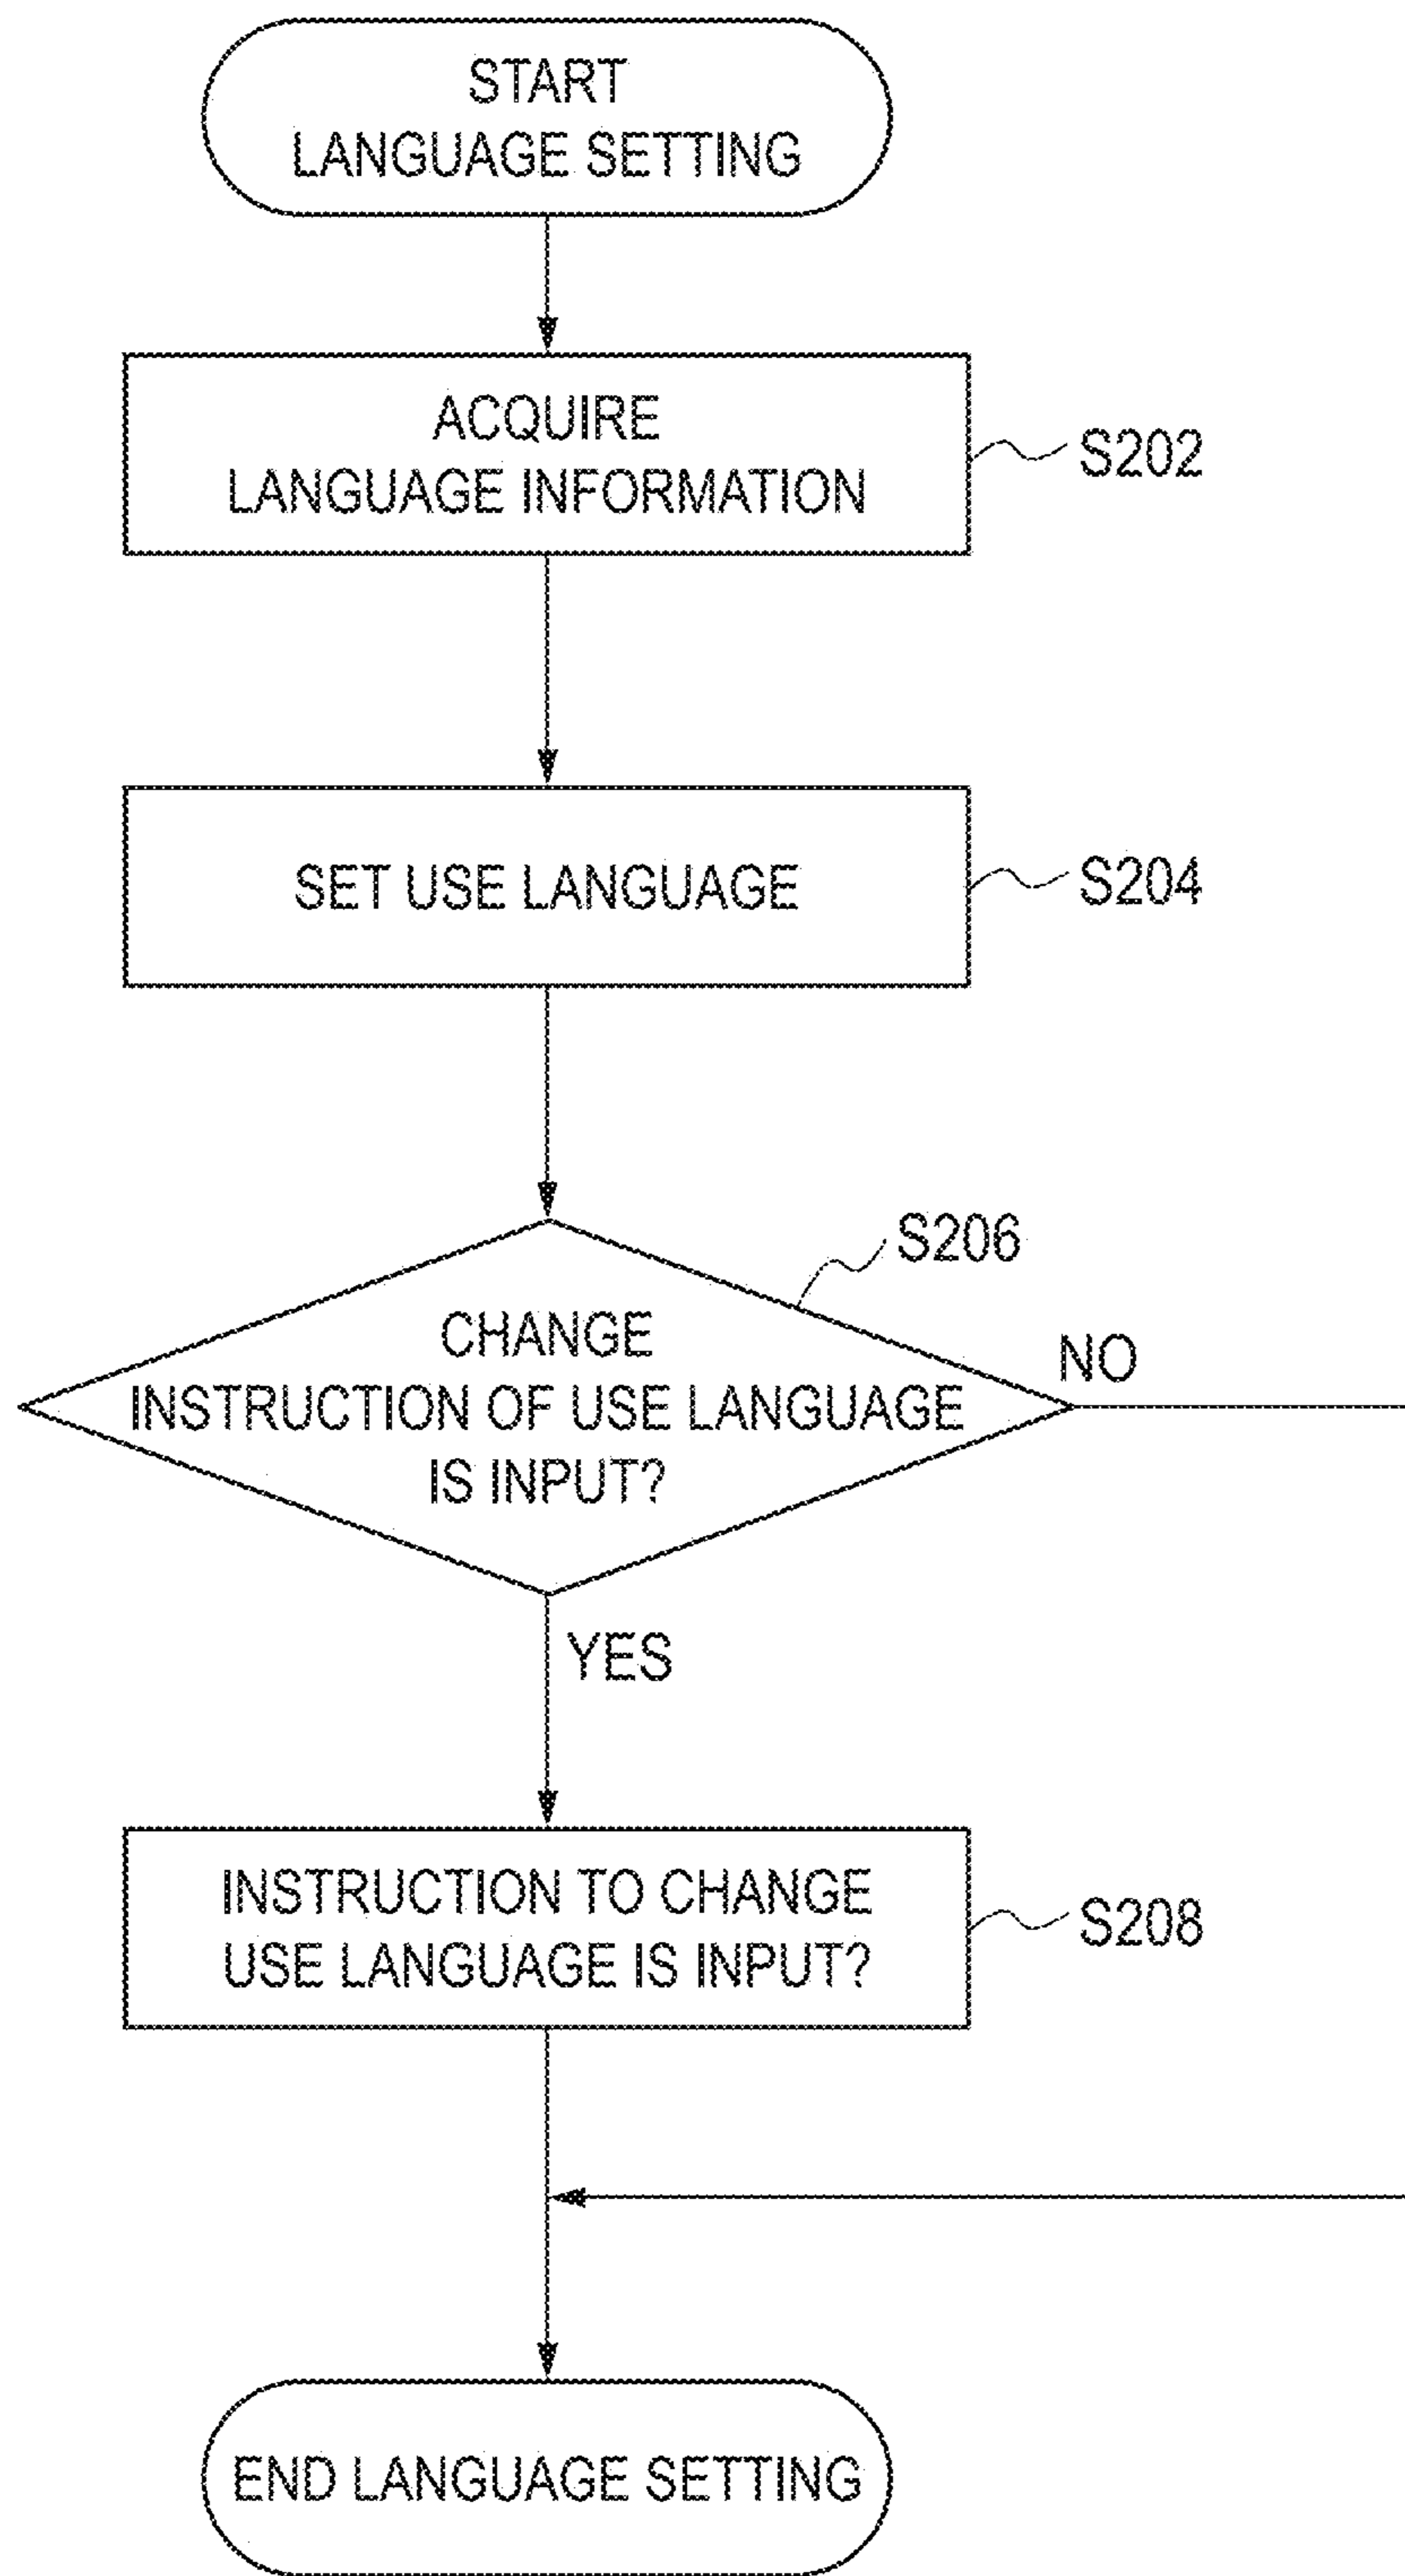 START
LANGUAGE SETTING
ACQUIRE
LANGUAGE INFORMATION
S202
SET USE LANGUAGE
S204
S206
CHANGE
INSTRUCTION OF USE LANGUAGE
IS INPUT?
NO
YES
INSTRUCTION TO CHANGE
USE LANGUAGE IS INPUT?
S208
END LANGUAGE SETTING